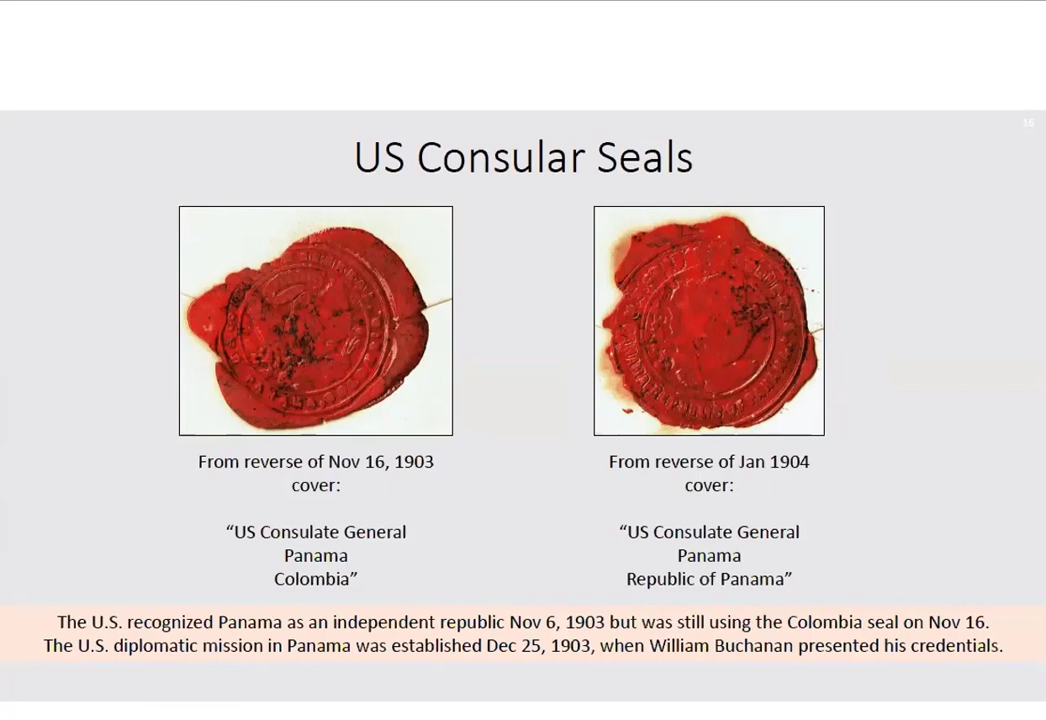 16
US Consular Seals
From reverse of Nov 16, 1903
cover:
“US Consulate General
Panama
Colombia”
From reverse of Jan 1904
cover:
“US Consulate General
Panama
Republic of Panama”
The U.S. recognized Panama as an independent republic Nov 6, 1903 but was still using the Colombia seal on Nov 16.
The U.S. diplomatic mission in Panama was established Dec 25, 1903, when William Buchanan presented his credentials.